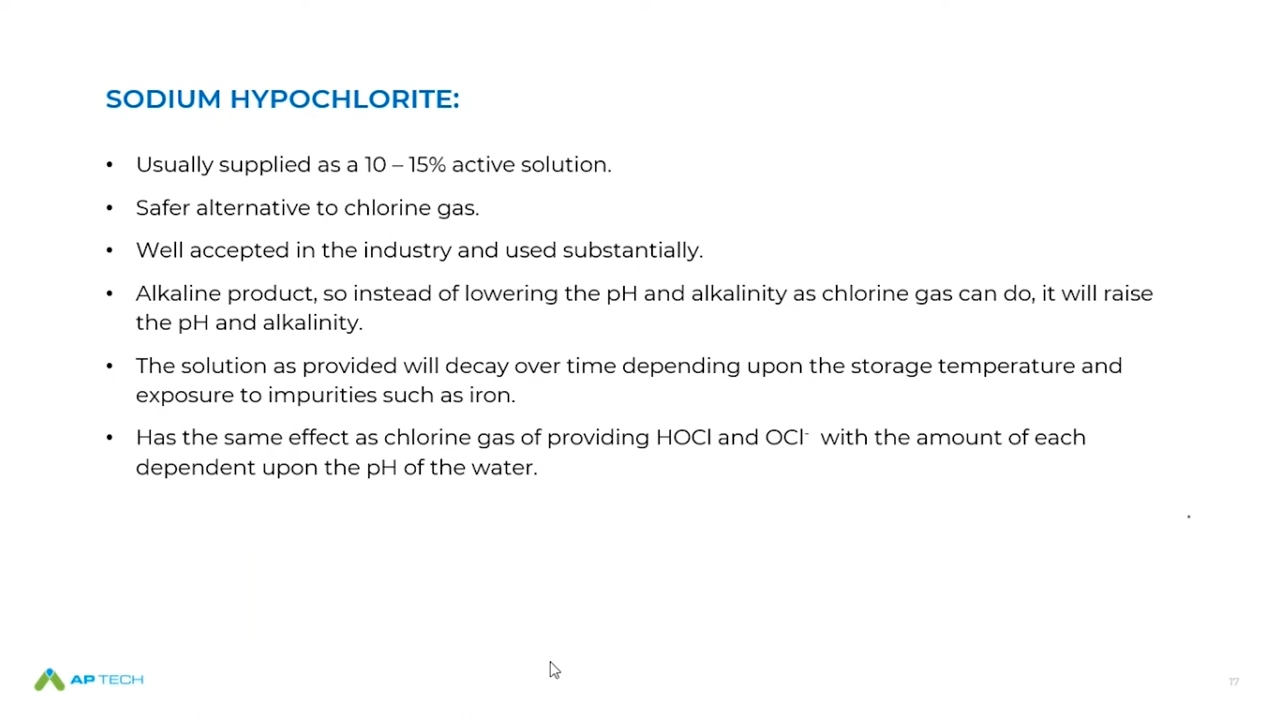 SODIUM HYPOCHLORITE:
• Usually supplied as a 10 – 15% active solution.
• Safer alternative to chlorine gas.
• Well accepted in the industry and used substantially.
• Alkaline product, so instead of lowering the pH and alkalinity as chlorine gas can do, it will raise
the pH and alkalinity.
• The solution as provided will decay over time depending upon the storage temperature and
exposure to impurities such as iron.
• Has the same effect as chlorine gas of providing HOCl and OCl⁻ with the amount of each
dependent upon the pH of the water.
.
AP TECH
17